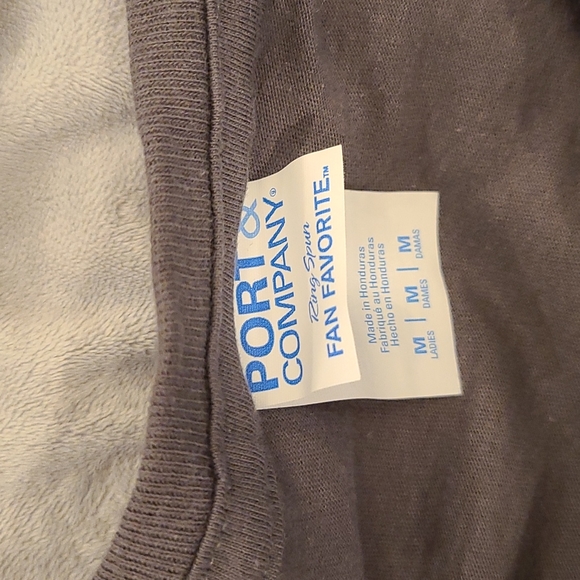 PORT &
COMPANY®
Ring-Spun
FAN FAVORITE™
Made in Honduras
Fabriqué au Honduras
Hecho en Honduras
M | M | M
LADIES DAMES DAMAS